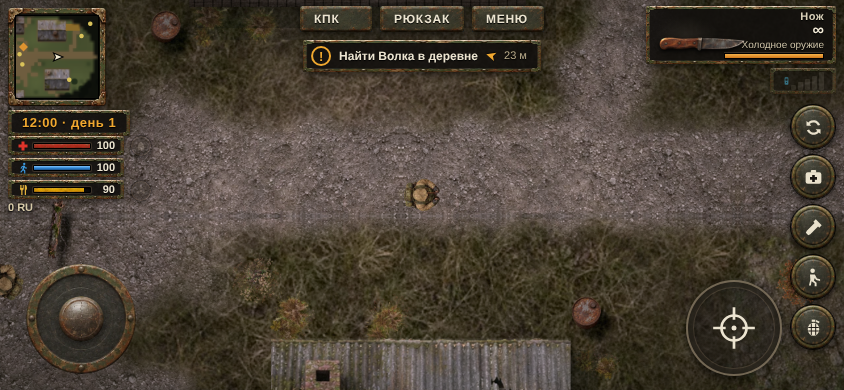 КПК
РЮКЗАК
МЕНЮ
! Найти Волка в деревне 23 м
Нож
∞
Холодное оружие
12:00 · день 1
100
100
90
0 RU